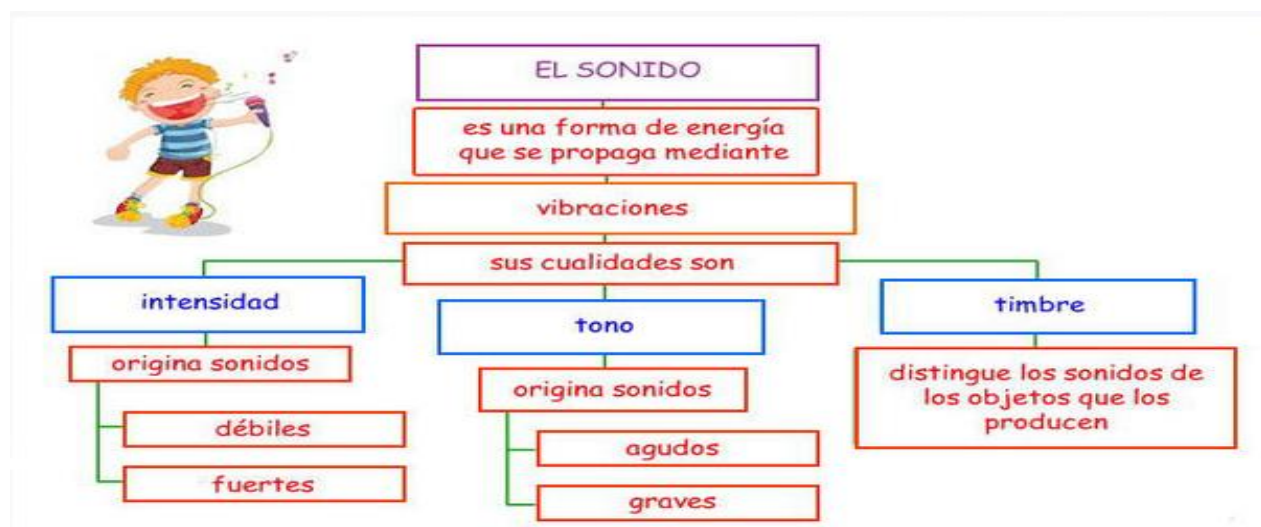 EL SONIDO
es una forma de energía
que se propaga mediante
vibraciones
sus cualidades son
intensidad
origina sonidos
débiles
fuertes
tono
origina sonidos
agudos
graves
timbre
distingue los sonidos de
los objetos que los
producen